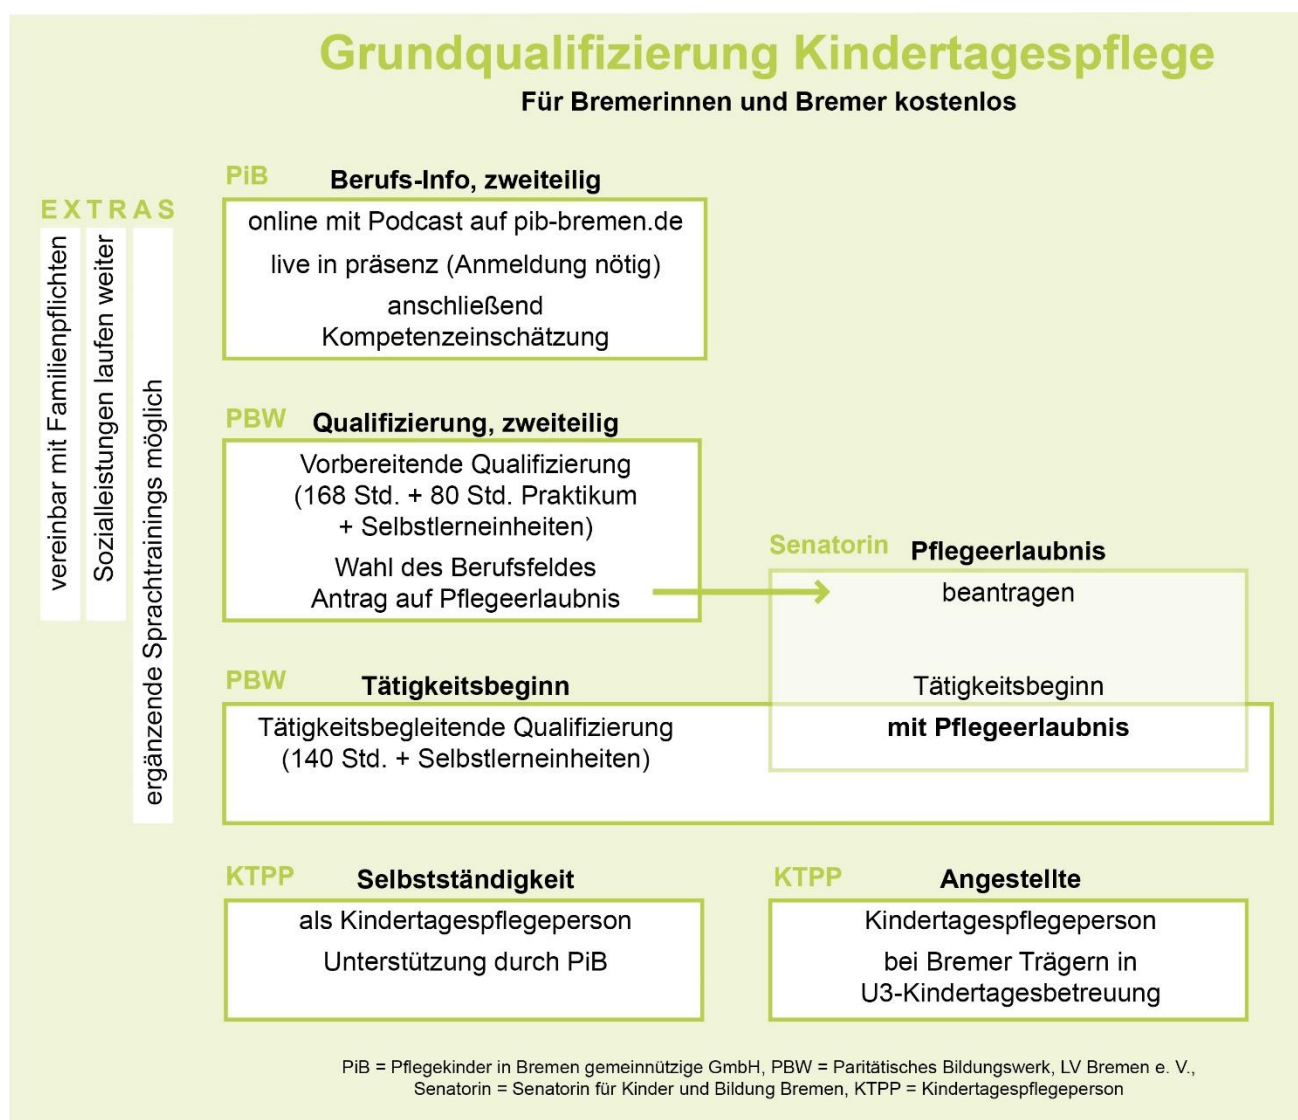 Grundqualifizierung Kindertagespflege
Für Bremerinnen und Bremer kostenlos
EXTRAS
vereinbar mit Familienpflichten
Sozialleistungen laufen weiter
ergänzende Sprachtrainings möglich
PiB
Berufs-Info, zweiteilig
online mit Podcast auf pib-bremen.de
live in präsenz (Anmeldung nötig)
anschließend
Kompetenzeinschätzung
PBW
Qualifizierung, zweiteilig
Vorbereitende Qualifizierung
(168 Std. + 80 Std. Praktikum
+ Selbstlerneinheiten)
Wahl des Berufsfeldes
Antrag auf Pflegeerlaubnis
Senatorin
Pflegeerlaubnis
beantragen
Tätigkeitsbeginn
mit Pflegeerlaubnis
PBW
Tätigkeitsbeginn
Tätigkeitsbegleitende Qualifizierung
(140 Std. + Selbstlerneinheiten)
KTPP
Selbstständigkeit
als Kindertagespflegeperson
Unterstützung durch PiB
KTPP
Angestellte
Kindertagespflegeperson
bei Bremer Trägern in
U3-Kindertagesbetreuung
PiB = Pflegekinder in Bremen gemeinnützige GmbH, PBW = Paritätisches Bildungswerk, LV Bremen e. V.,
Senatorin = Senatorin für Kinder und Bildung Bremen, KTPP = Kindertagespflegeperson